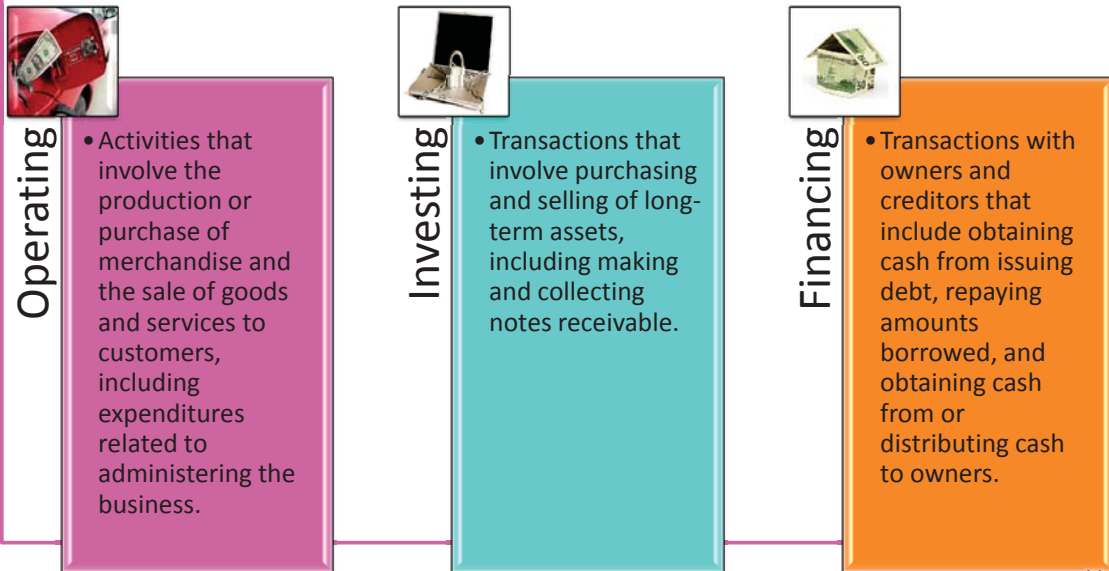 Operating
• Activities that
involve the
production or
purchase of
merchandise and
the sale of goods
and services to
customers,
including
expenditures
related to
administering the
business.
Investing
• Transactions that
involve purchasing
and selling of long-
term assets,
including making
and collecting
notes receivable.
Financing
• Transactions with
owners and
creditors that
include obtaining
cash from issuing
debt, repaying
amounts
borrowed, and
obtaining cash
from or
distributing cash
to owners.